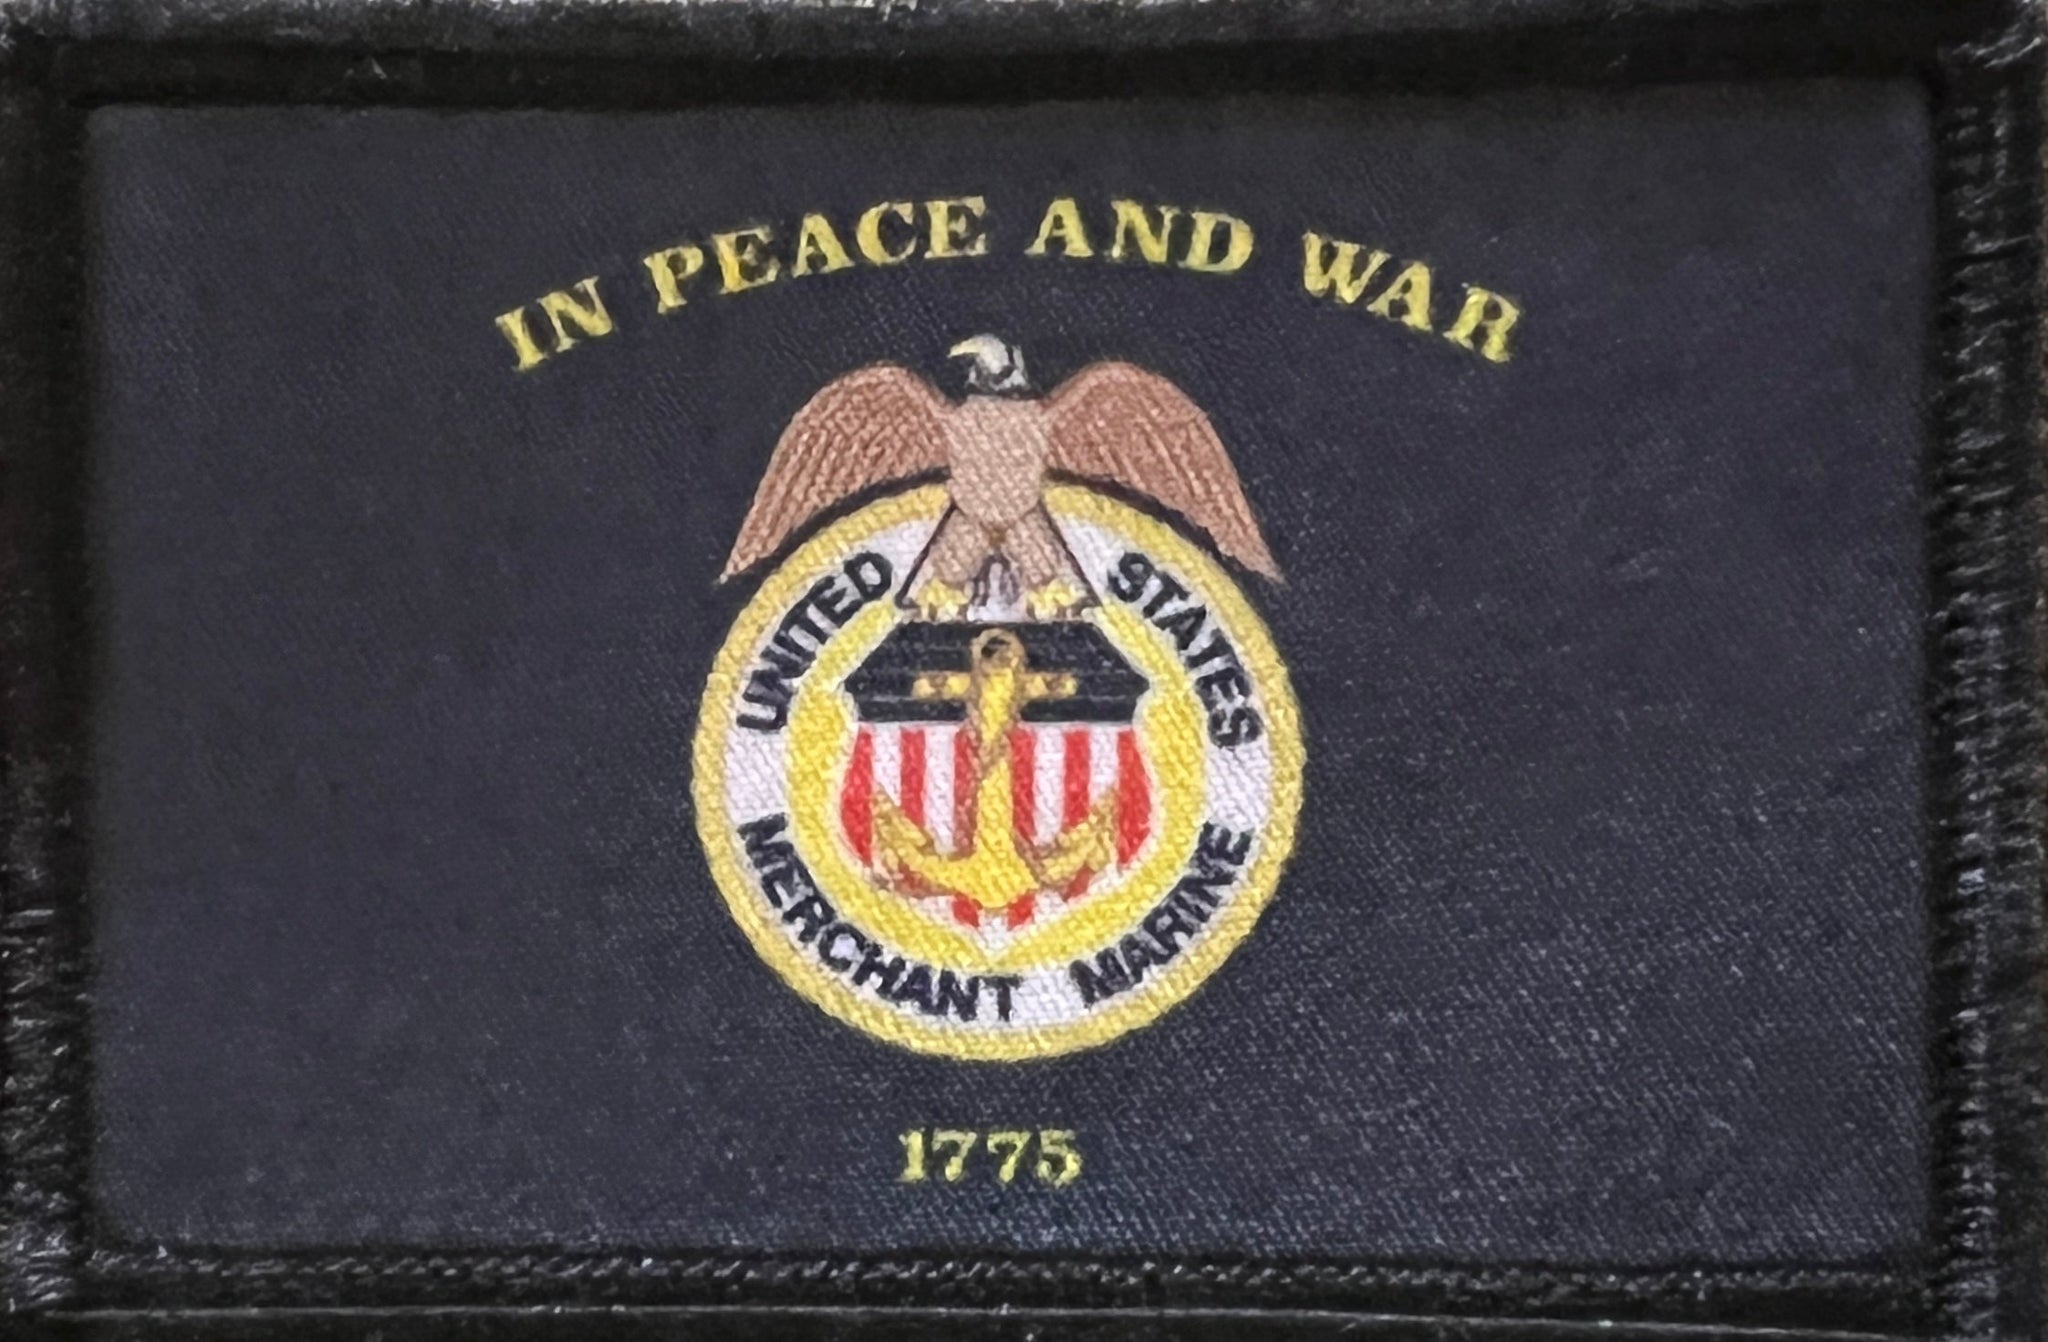 IN PEACE AND WAR
UNITED STATES
MERCHANT MARINE
1775